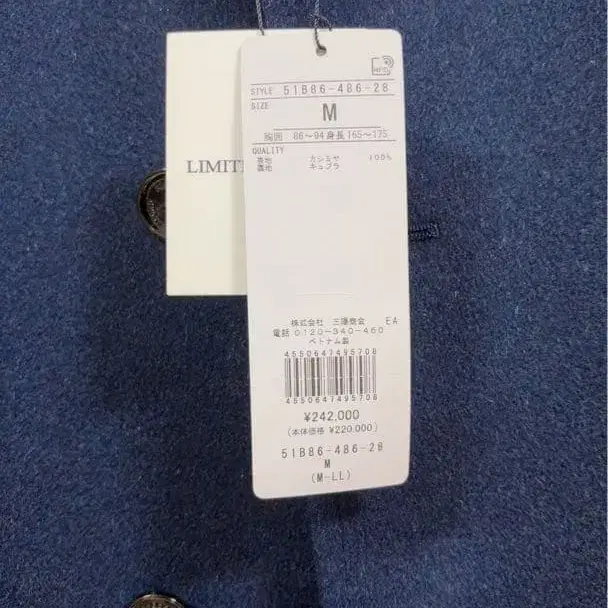 LIMIT
STYLE 51B86-486-28
SIZE
M
胸囲 86〜94 身長 165〜175
QUALITY
表地 カシミヤ 100%
裏地 キュプラ
株式会社 三陽商会 EA
電話 0120-340-460
ベトナム製
4550647495708
4550647495708
¥242,000
(本体価格 ¥220,000)
51B86-486-28
M
(M-LL)